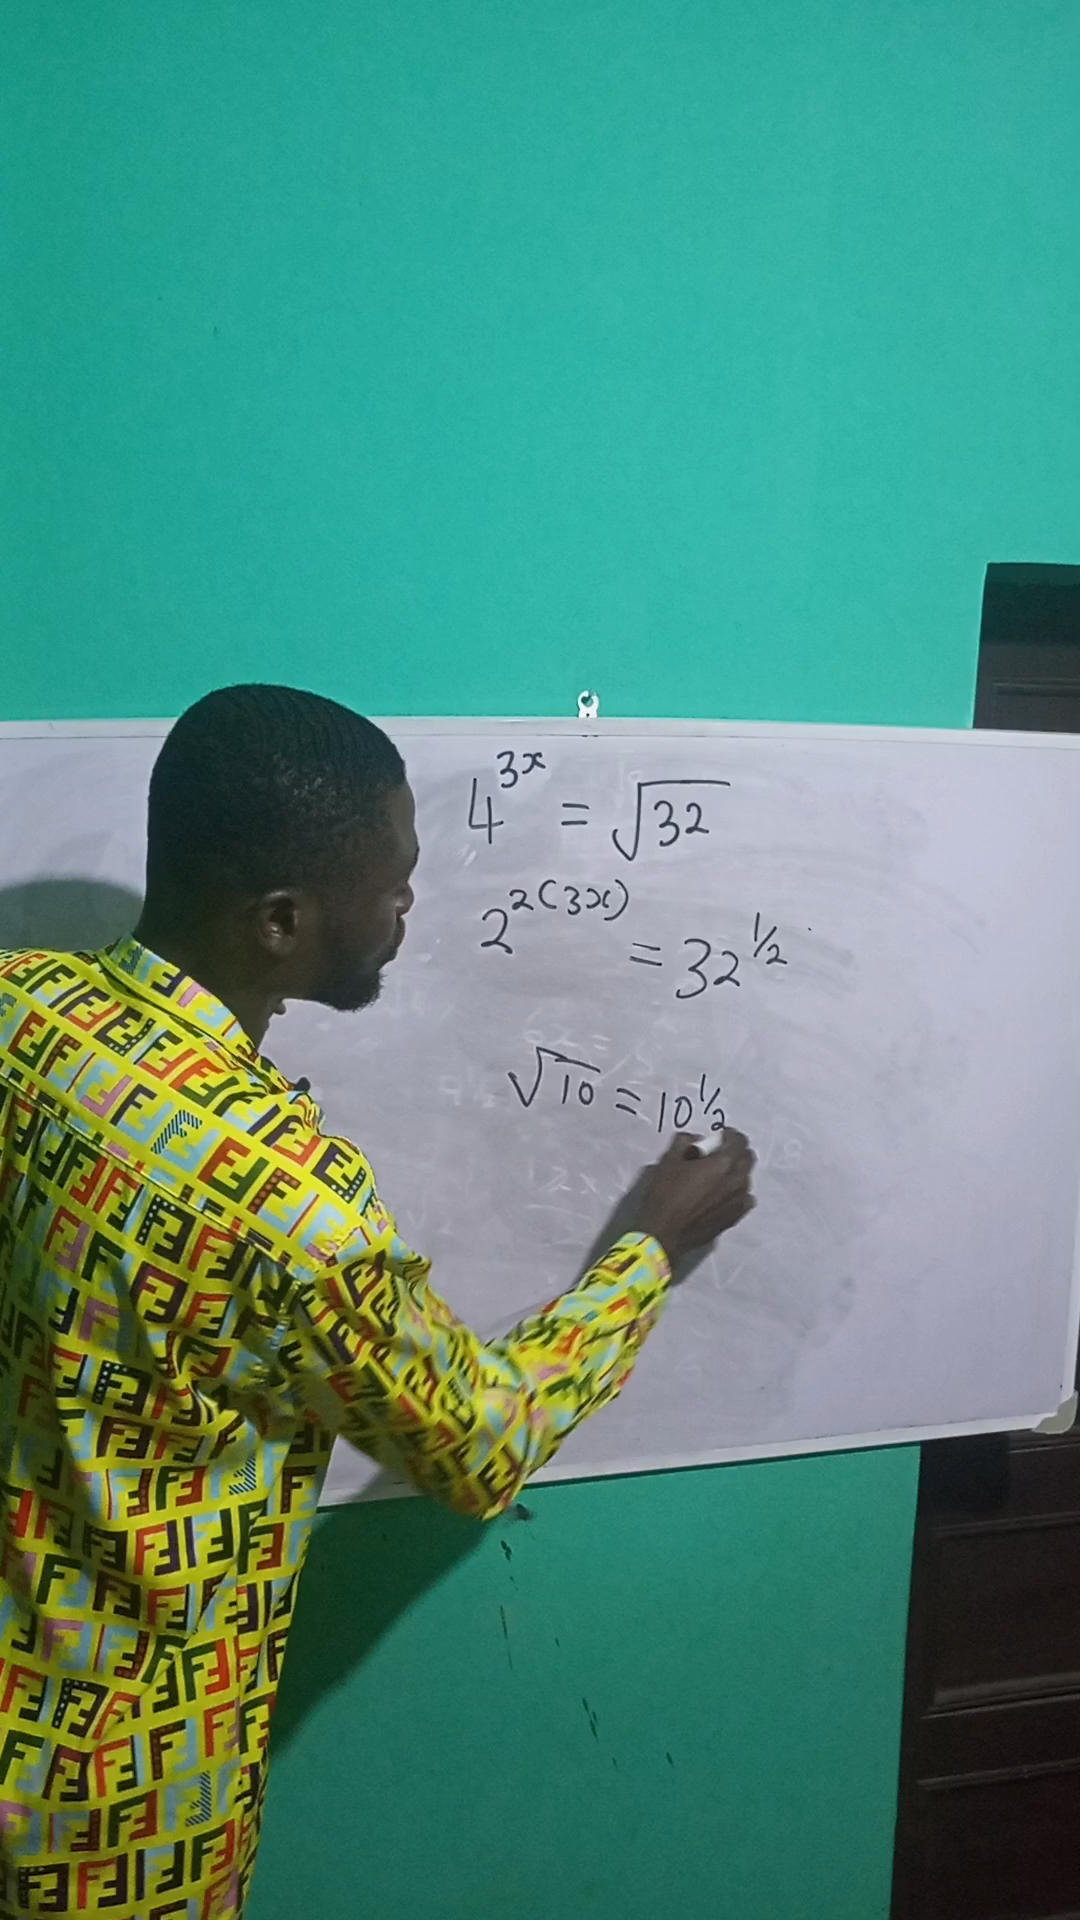 4^{3x} = √32
2^{2(3x)} = 32^{1/2}
√10 = 10^{1/2}